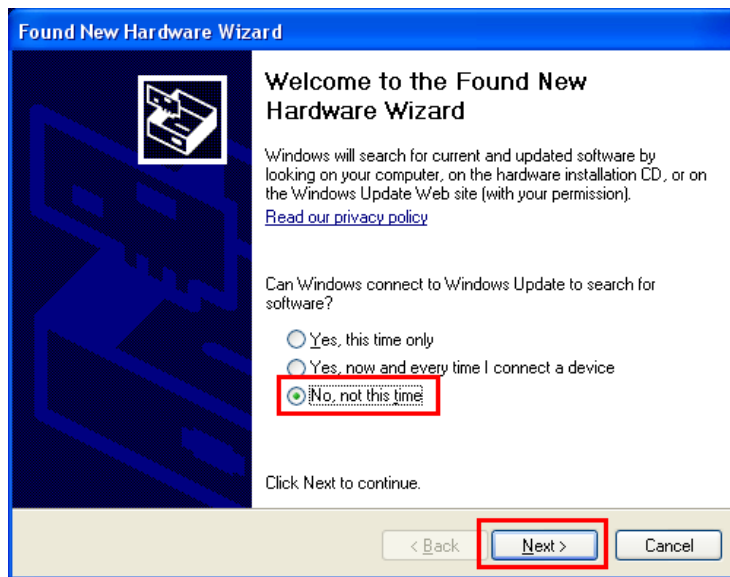 Found New Hardware Wizard
Welcome to the Found New
Hardware Wizard
Windows will search for current and updated software by
looking on your computer, on the hardware installation CD, or on
the Windows Update Web site (with your permission).
Read our privacy policy
Can Windows connect to Windows Update to search for
software?
Yes, this time only
Yes, now and every time I connect a device
No, not this time
Click Next to continue.
< Back Next > Cancel